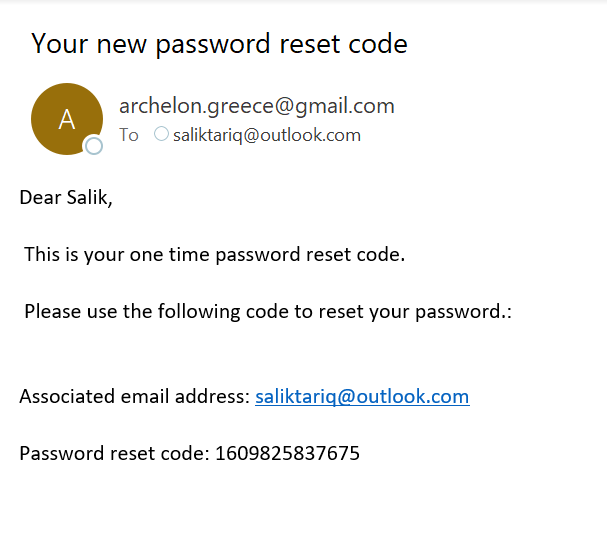 Your new password reset code
A
archelon.greece@gmail.com
To saliktariq@outlook.com
Dear Salik,
This is your one time password reset code.
Please use the following code to reset your password.:
Associated email address: saliktariq@outlook.com
Password reset code: 1609825837675